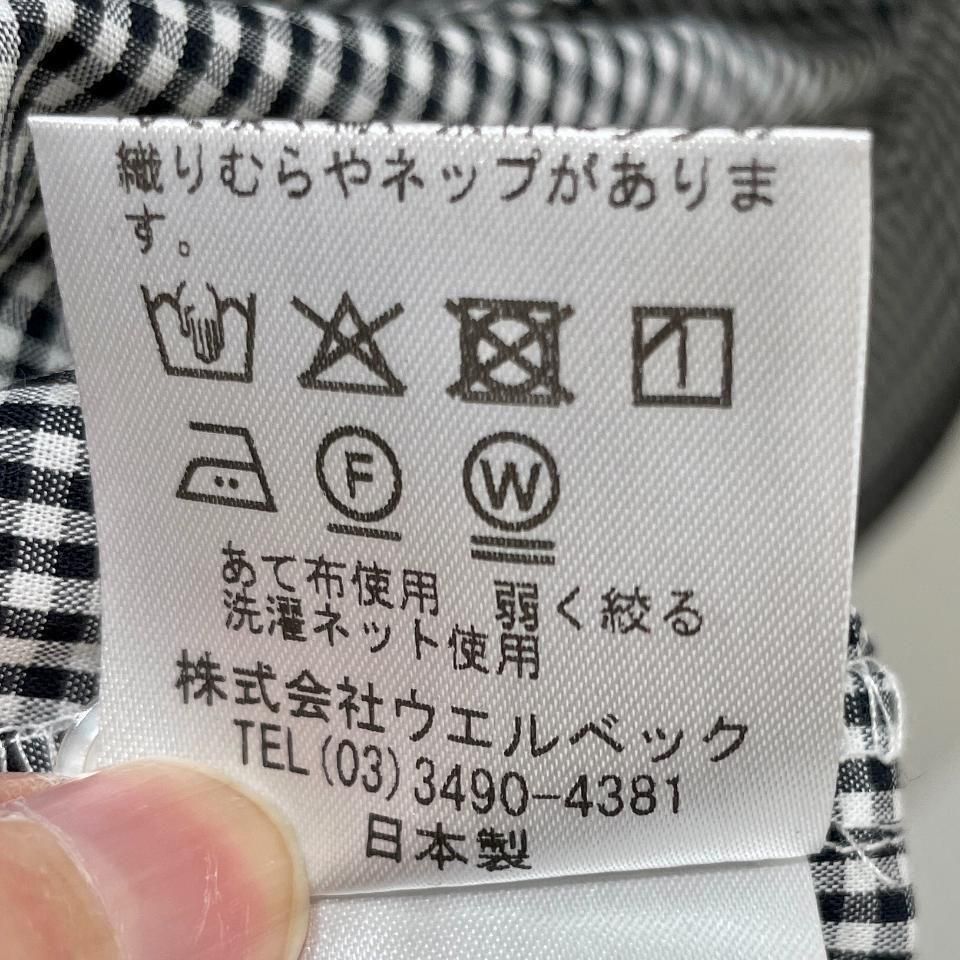 織りむらやネップがありま
す。
F
W
あて布使用 弱く絞る
洗濯ネット使用
株式会社ウエルベック
TEL(03)3490-4381
日本製